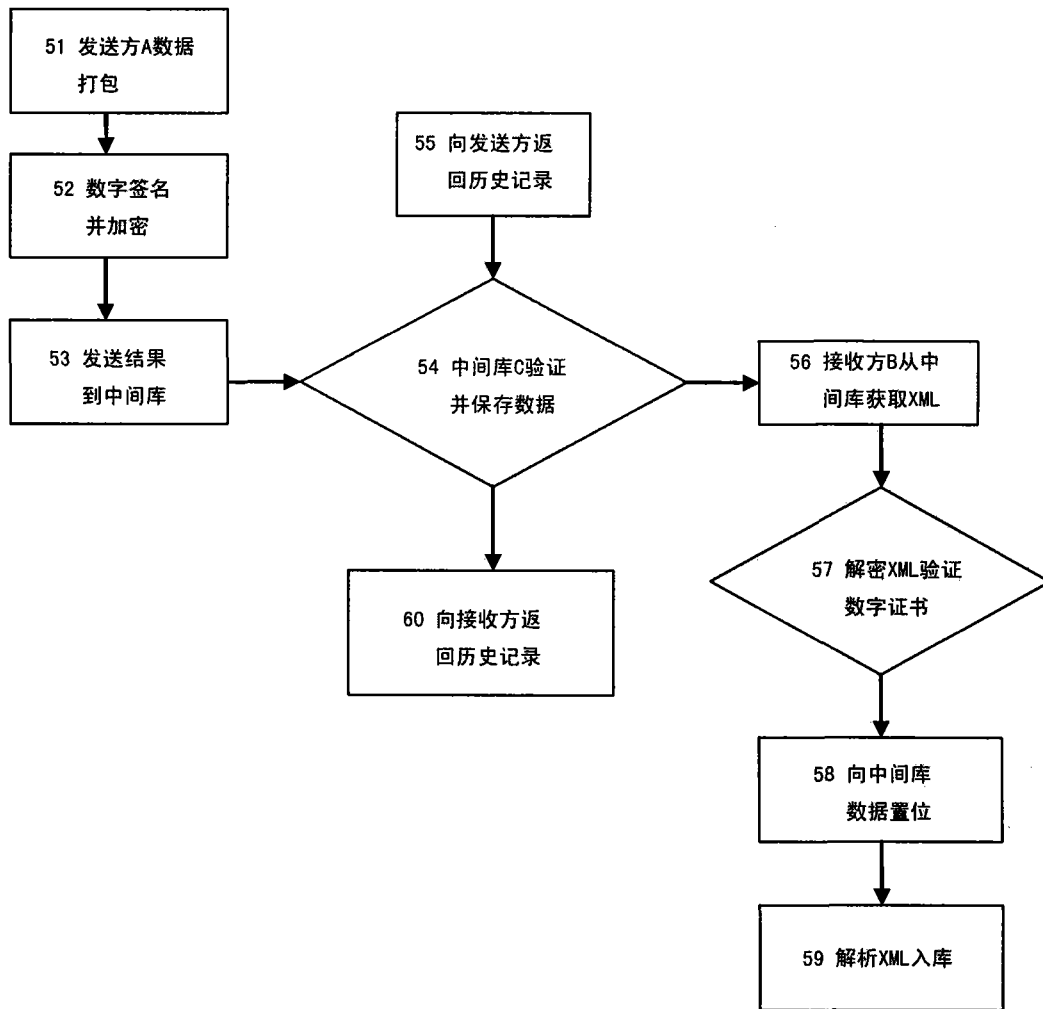 51 发送方A数据
打包
52 数字签名
并加密
53 发送结果
到中间库
55 向发送方返
回历史记录
54 中间库C验证
并保存数据
56 接收方B从中
间库获取XML
57 解密XML验证
数字证书
60 向接收方返
回历史记录
58 向中间库
数据置位
59 解析XML入库